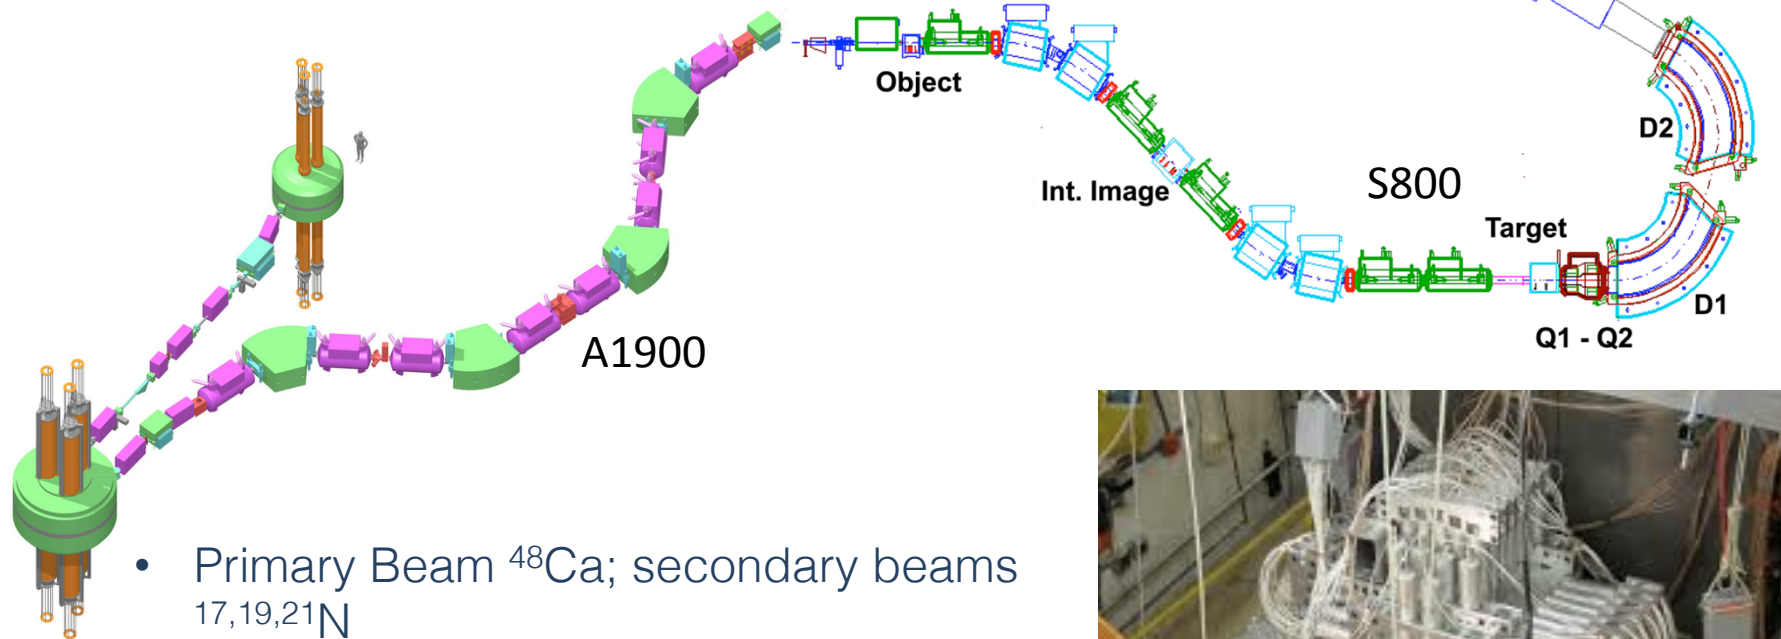 Object
D2
Int. Image
S800
Target
D1
Q1 - Q2
A1900
• Primary Beam ⁴⁸Ca; secondary beams
¹⁷,¹⁹,²¹N